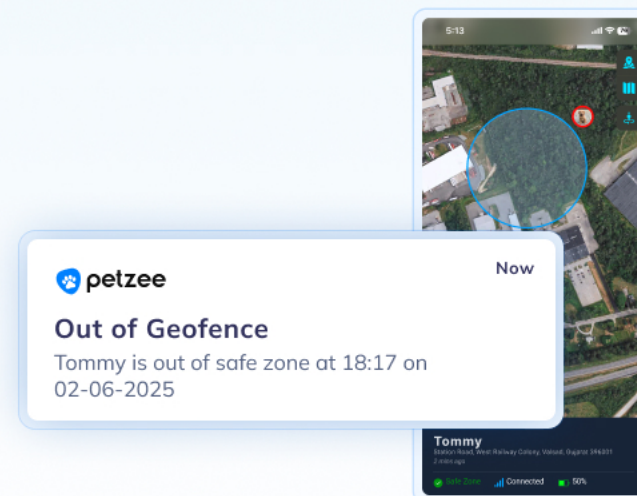 5:13
petzee
Now
Out of Geofence
Tommy is out of safe zone at 18:17 on
02-06-2025
Tommy
Station Road, West Railway Colony, Valsad, Gujarat 396001
2 mins ago
Safe Zone Connected 50%